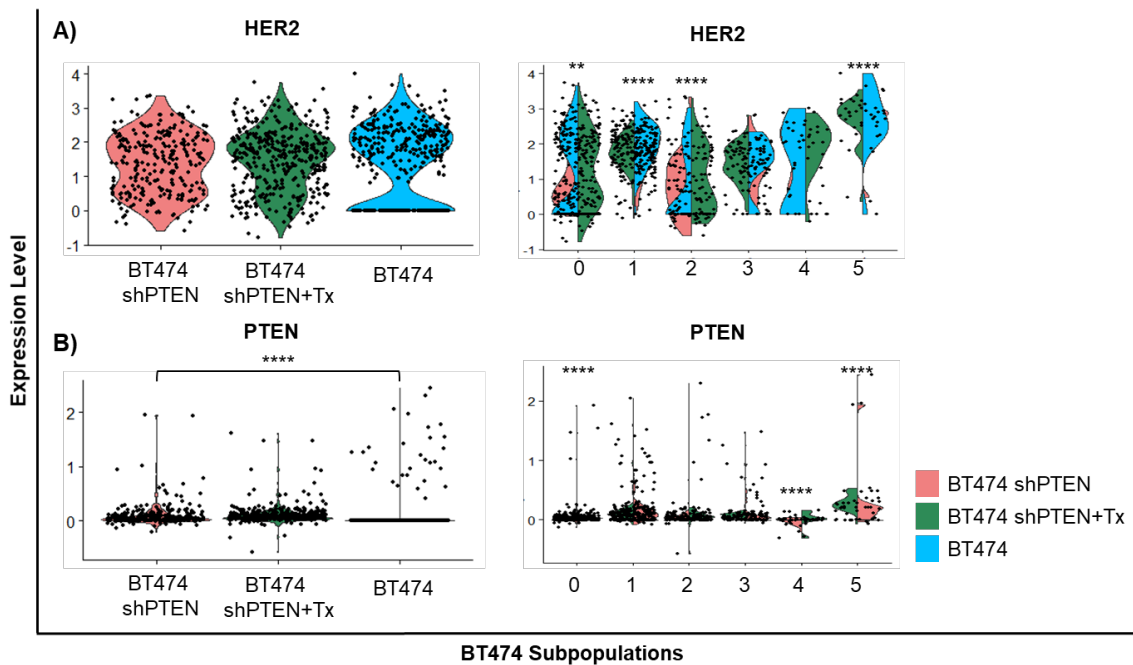 A)
HER2
HER2
4
3
2
1
0
-1
BT474
shPTEN
BT474
shPTEN+Tx
BT474
4
3
2
1
0
-1
**
****
****
****
0
1
2
3
4
5
Expression Level
B)
PTEN
PTEN
****
2
1
0
BT474
shPTEN
BT474
shPTEN+Tx
BT474
2
1
0
****
****
****
0
1
2
3
4
5
BT474 shPTEN
BT474 shPTEN+Tx
BT474
BT474 Subpopulations